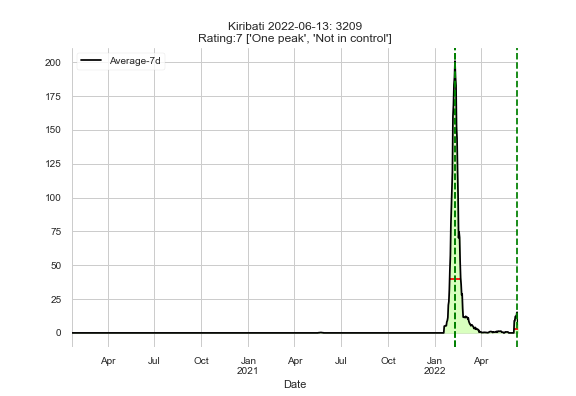 Kiribati 2022-06-13: 3209
Rating:7 ['One peak', 'Not in control']
Average-7d
200
175
150
125
100
75
50
25
0
Apr
Jul
Oct
Jan
2021
Apr
Jul
Oct
Jan
2022
Apr
Date